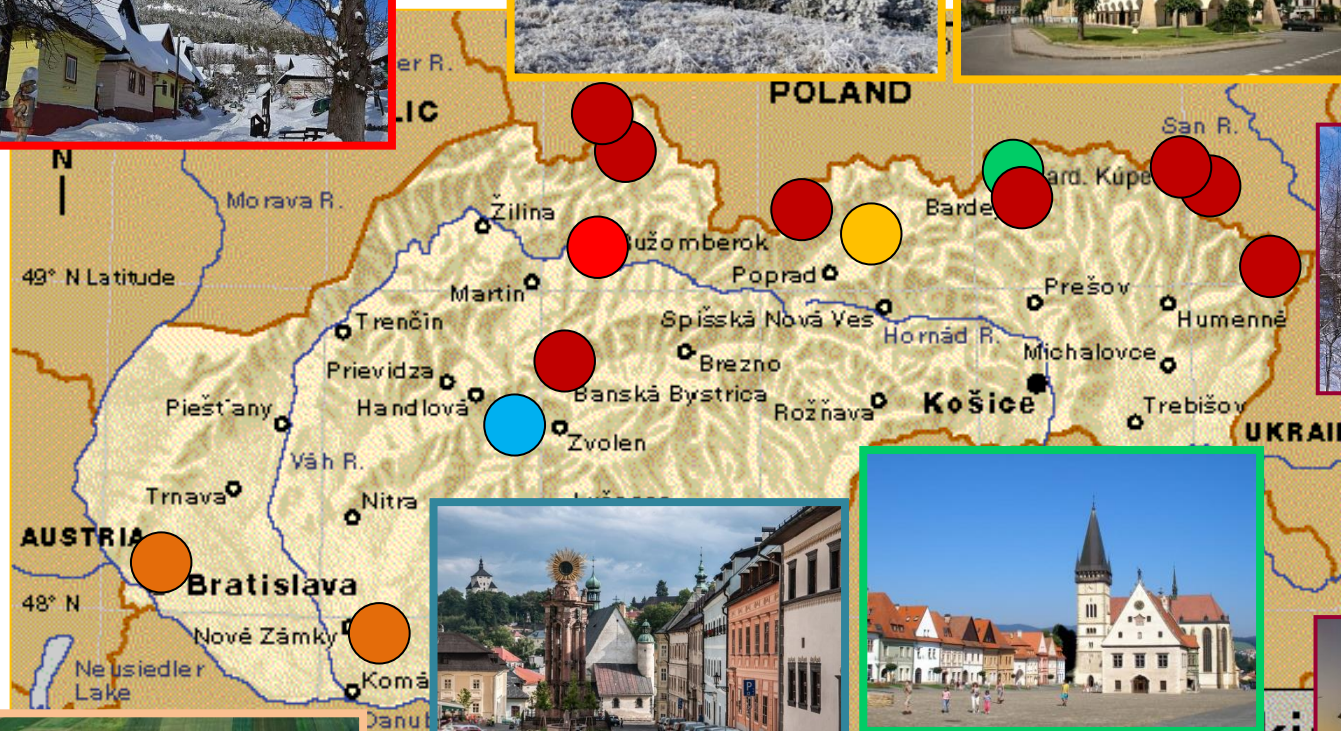 er R.
LIC
POLAND
San R.
N
ard. Kúpe
Morava R.
Žilina
Barde
užomberok
49° N Latitude
Poprad
Martin
Prešov
Trenčín
Spišská Nová Ves
Humenné
Hornád R.
Michalovce
Prievidza
Brezno
Banská Bystrica
Handlová
Piešťany
Rožňava
Košice
Trebišov
Zvolen
UKRAI
Váh R.
Trnava
Nitra
AUSTRIA
Bratislava
48° N
Nové Zámky
Neusiedler
Lake
Komá
Danub
P